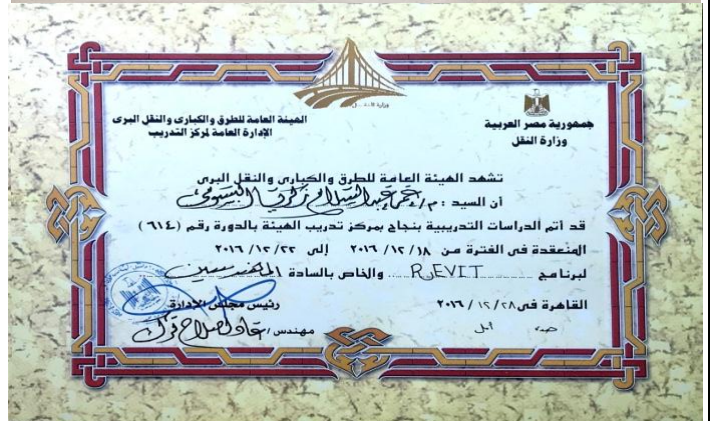 جمهورية مصر العربية
وزارة النقل
الهيئة العامة للطرق والكبارى والنقل البرى
الإدارة العامة لمركز التدريب
تشهد الهيئة العامة للطرق والكبارى والنقل البرى
أن السيد : م/ عبد السلام زكريا البسيونى
قد أتم الدراسات التدريبية بنجاح بمركز تدريب الهيئة بالدورة رقم (٦١٤)
المنعقدة فى الفترة من ١٨/ ١٢/ ٢٠١٦ إلى ٢٢/ ١٢/ ٢٠١٦
لبرنامج REVIT والخاص بالسادة المهندسين
القاهرة فى ٢٨/ ١٢/ ٢٠١٦
رئيس مجلس الإدارة
مهندس/ عادل صلاح ترك